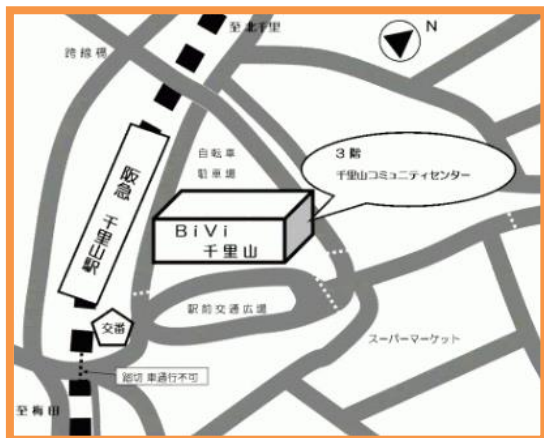 至北千里
N
跨線橋
3階
千里山コミュニティセンター
自転車
駐車場
阪急 千里山駅
BiVi
千里山
駅前交通広場
交番
スーパーマーケット
踏切 車通行不可
至梅田